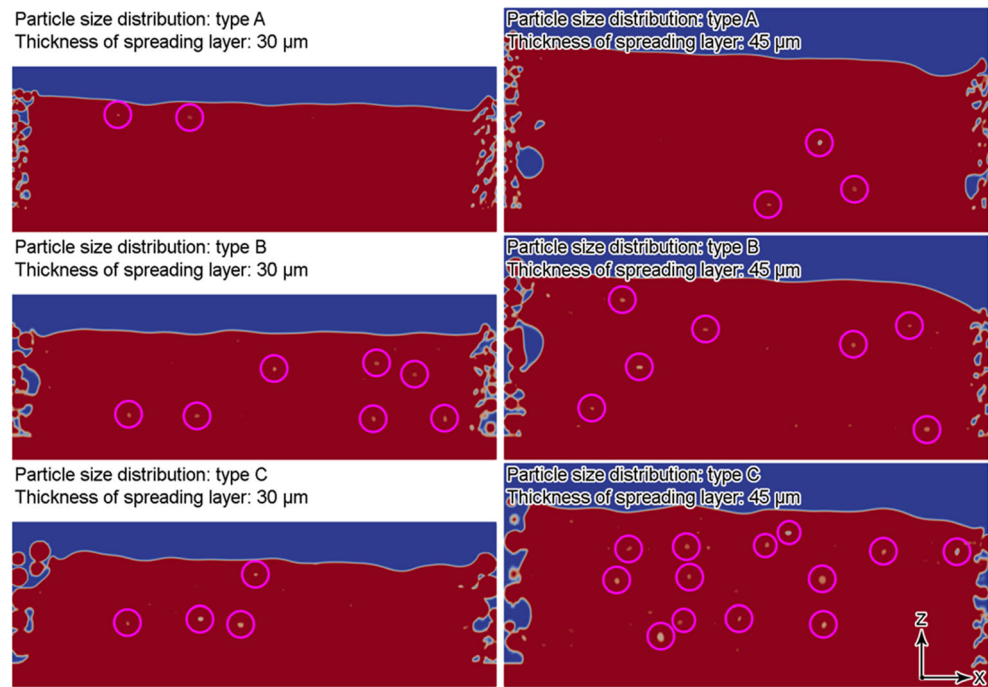 Particle size distribution: type A
Thickness of spreading layer: 30 µm
Particle size distribution: type A
Thickness of spreading layer: 45 µm
Particle size distribution: type B
Thickness of spreading layer: 30 µm
Particle size distribution: type B
Thickness of spreading layer: 45 µm
Particle size distribution: type C
Thickness of spreading layer: 30 µm
Particle size distribution: type C
Thickness of spreading layer: 45 µm
Z
X